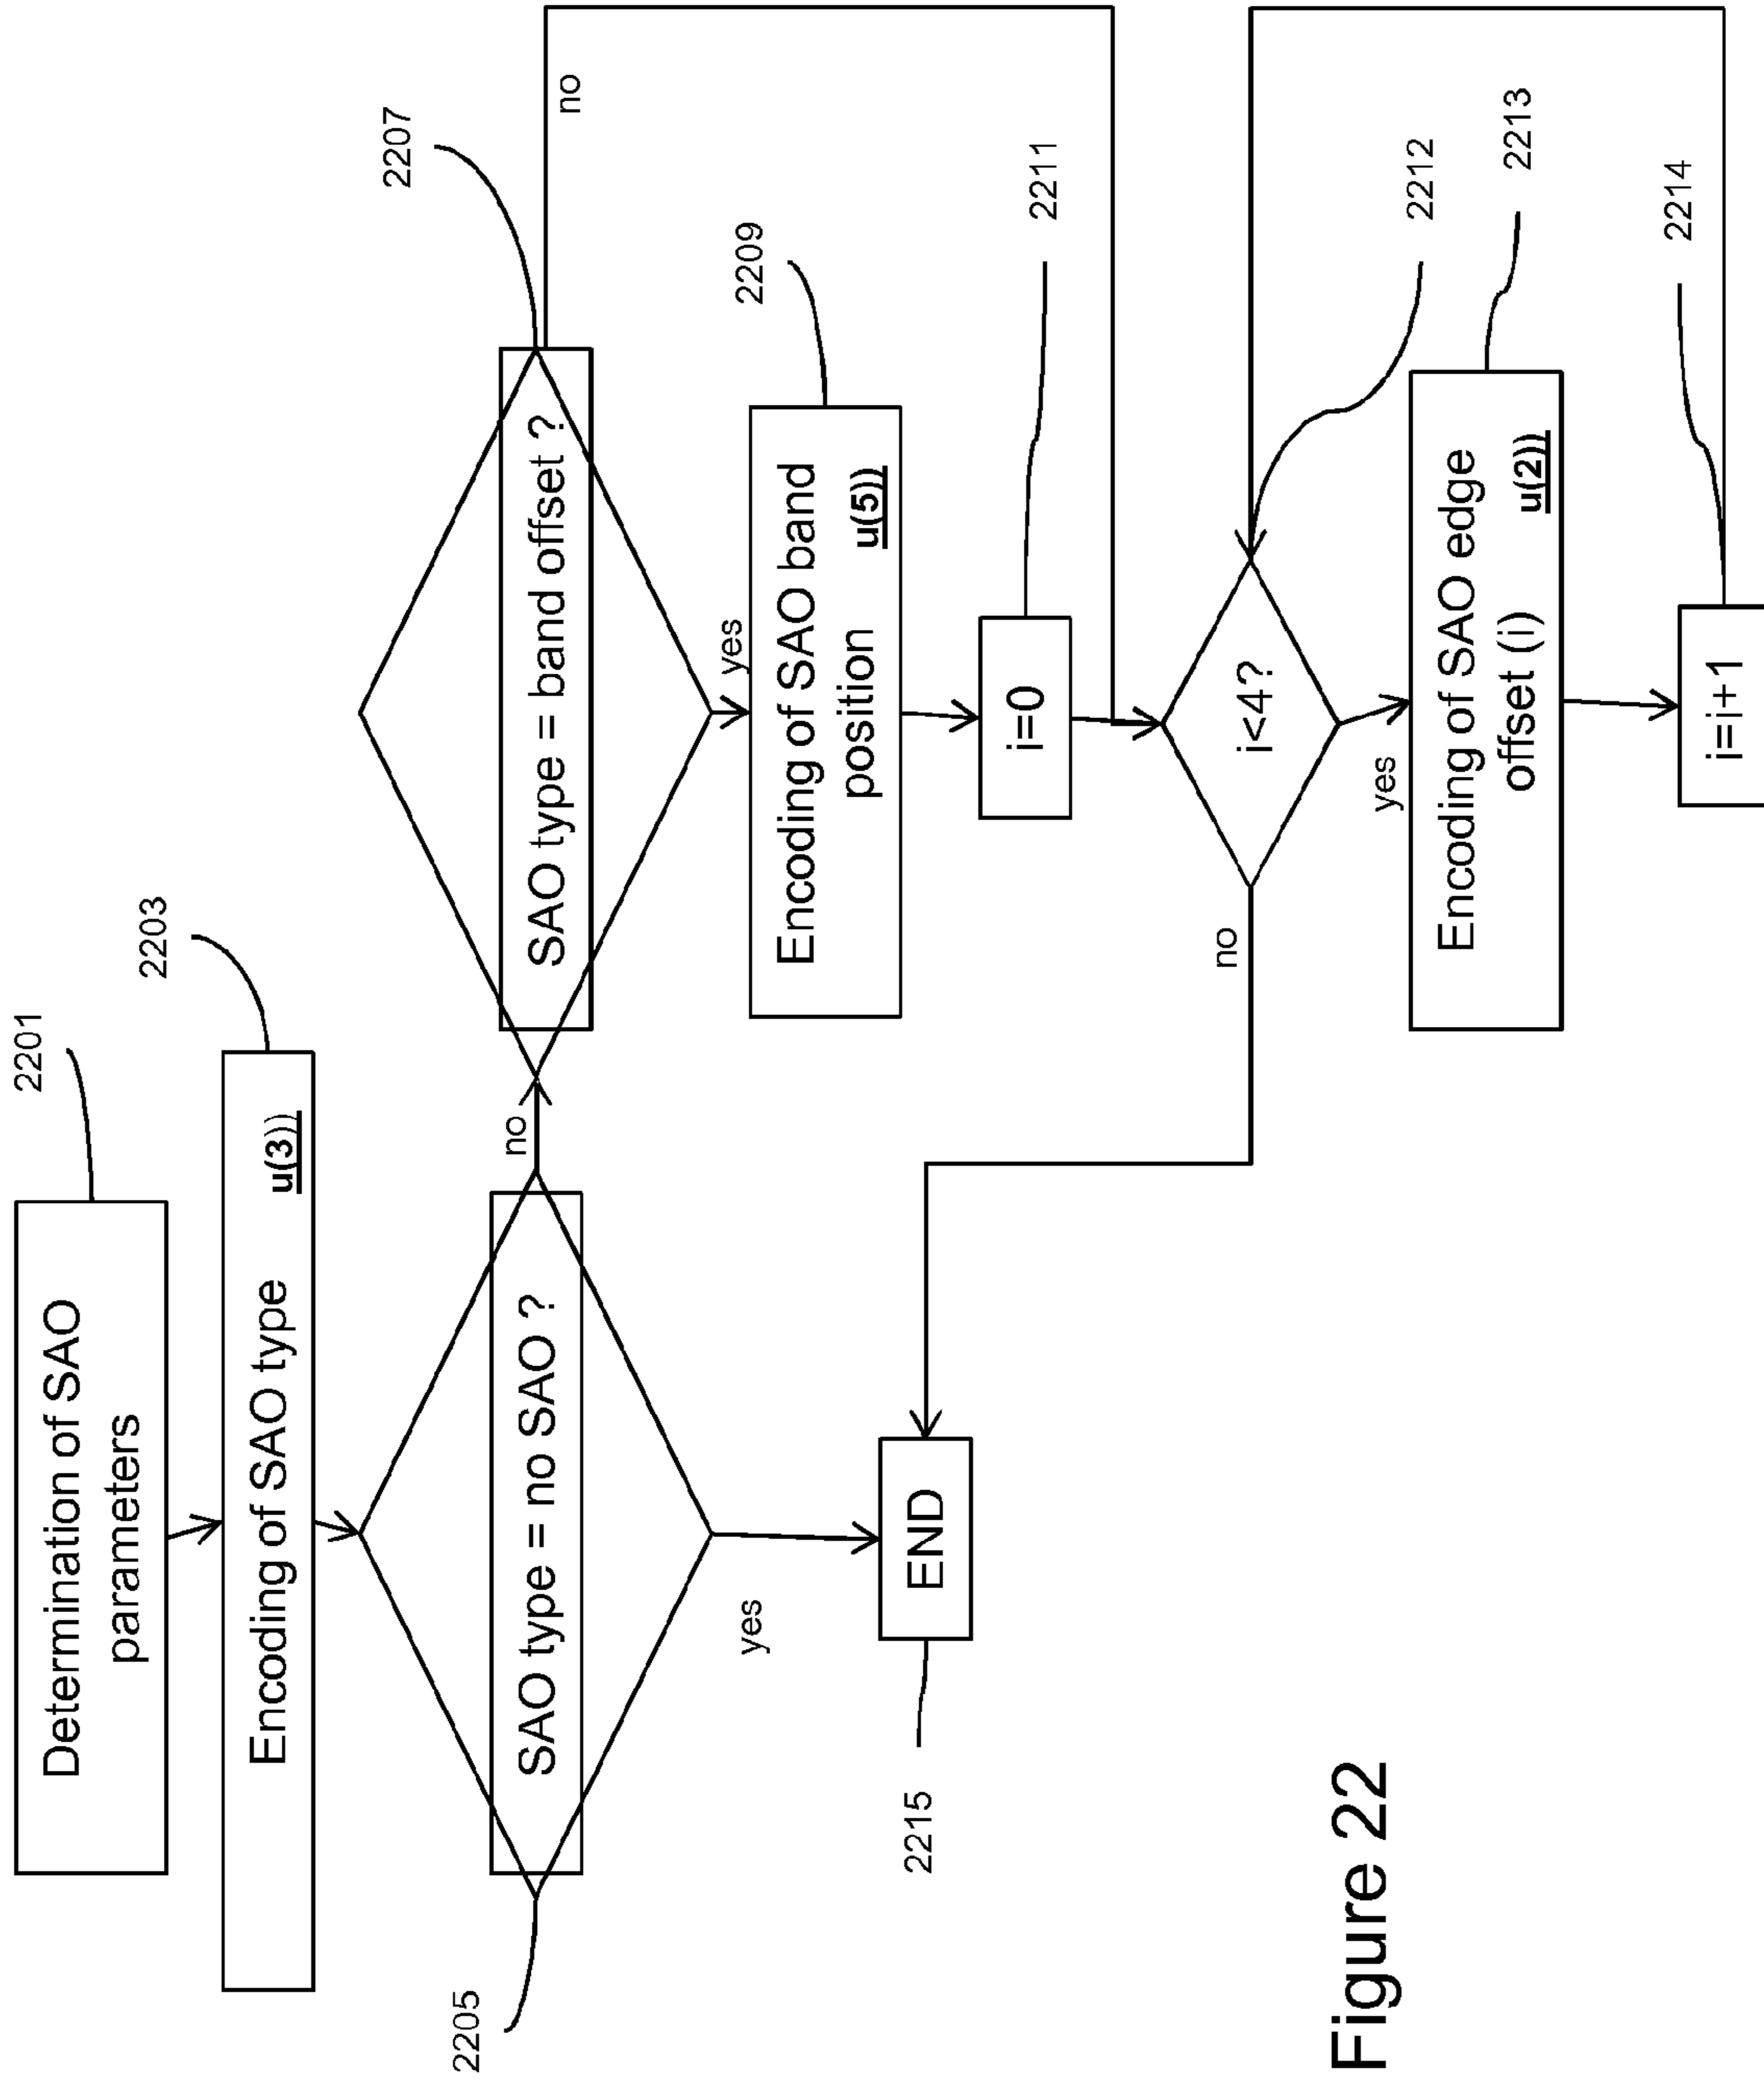 2201
Determination of SAO
parameters
2203
Encoding of SAO type u(3))
2205
SAO type = no SAO ?
no
yes
2207
SAO type = band offset ?
no
yes
2209
Encoding of SAO band
position u(5))
2211
i=0
2212
i<4?
no
yes
2213
Encoding of SAO edge
offset (i) u(2))
2214
i=i+1
END
2215
Figure 22